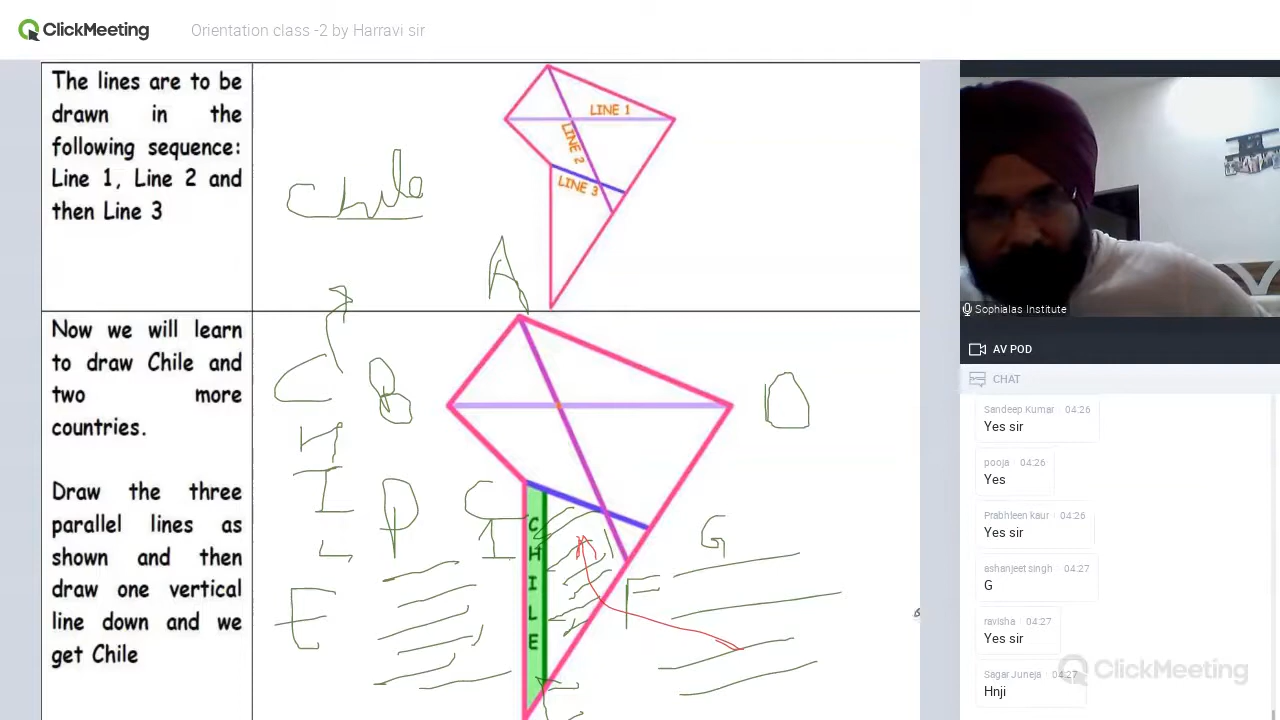 ClickMeeting
Orientation class -2 by Harravi sir
The lines are to be
drawn in the
following sequence:
Line 1, Line 2 and
then Line 3
LINE 1
LINE 2
LINE 3
Chile
Now we will learn
to draw Chile and
two more
countries.
Draw the three
parallel lines as
shown and then
draw one vertical
line down and we
get Chile
A
B
D
C
H
I
L
E
P
C
I
G
F
E
C
H
I
L
E
Sophialas Institute
AV POD
CHAT
Sandeep Kumar 04:26
Yes sir
pooja 04:26
Yes
Prabhleen kaur 04:26
Yes sir
ashanjeet singh 04:27
G
ravisha 04:27
Yes sir
Sagar Juneja 04:27
Hnji
ClickMeeting